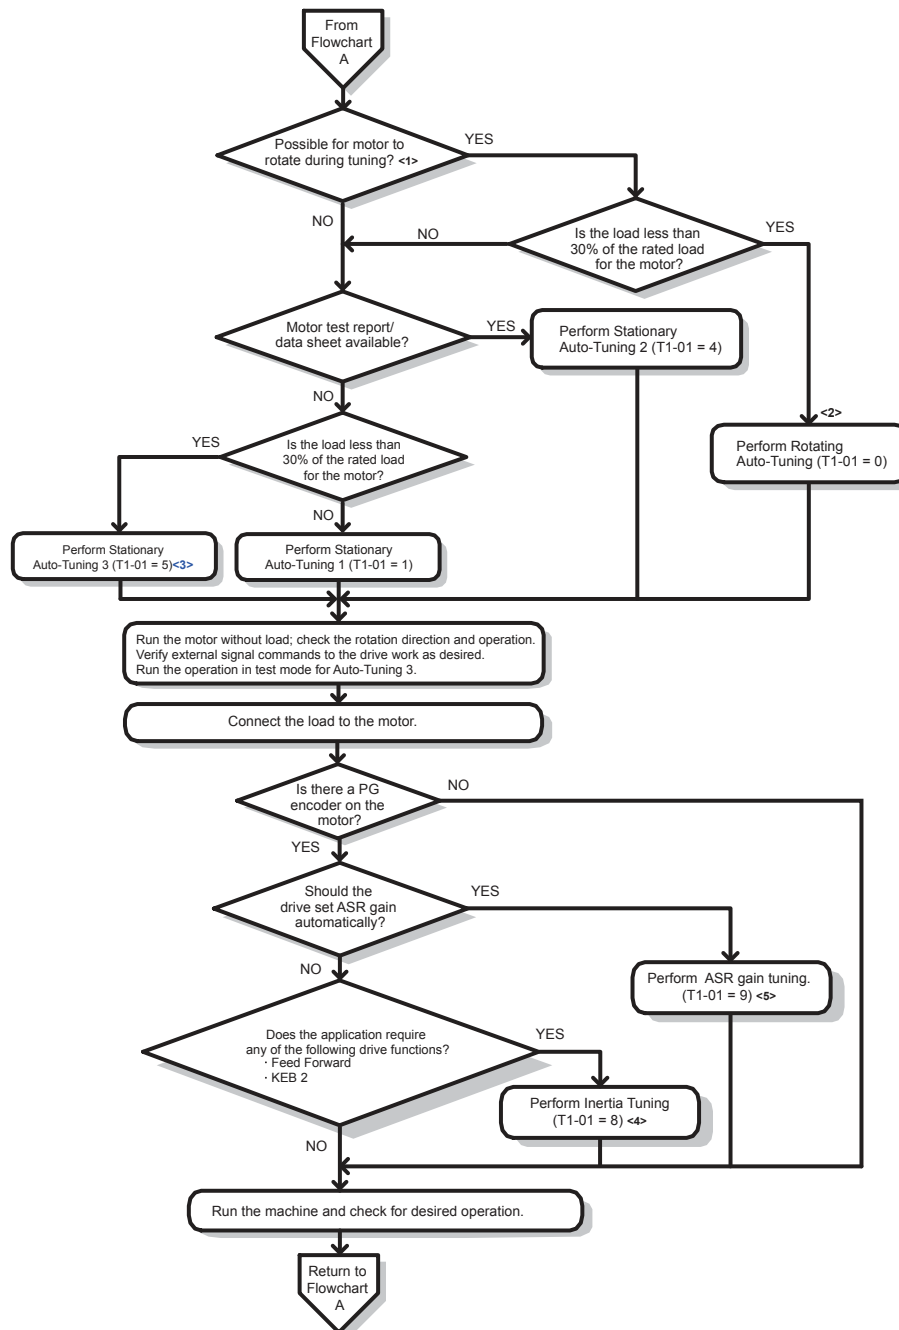 From
Flowchart
A
Possible for motor to
rotate during tuning? <1>
YES
NO
Is the load less than
30% of the rated load
for the motor?
YES
NO
Motor test report/
data sheet available?
YES
Perform Stationary
Auto-Tuning 2 (T1-01 = 4)
NO
<2>
Perform Rotating
Auto-Tuning (T1-01 = 0)
Is the load less than
30% of the rated load
for the motor?
YES
NO
Perform Stationary
Auto-Tuning 3 (T1-01 = 5)<3>
Perform Stationary
Auto-Tuning 1 (T1-01 = 1)
Run the motor without load; check the rotation direction and operation.
Verify external signal commands to the drive work as desired.
Run the operation in test mode for Auto-Tuning 3.
Connect the load to the motor.
Is there a PG
encoder on the
motor?
NO
YES
Should the
drive set ASR gain
automatically?
YES
NO
Perform ASR gain tuning.
(T1-01 = 9) <5>
Does the application require
any of the following drive functions?
· Feed Forward
· KEB 2
YES
Perform Inertia Tuning
(T1-01 = 8) <4>
NO
Run the machine and check for desired operation.
Return to
Flowchart
A